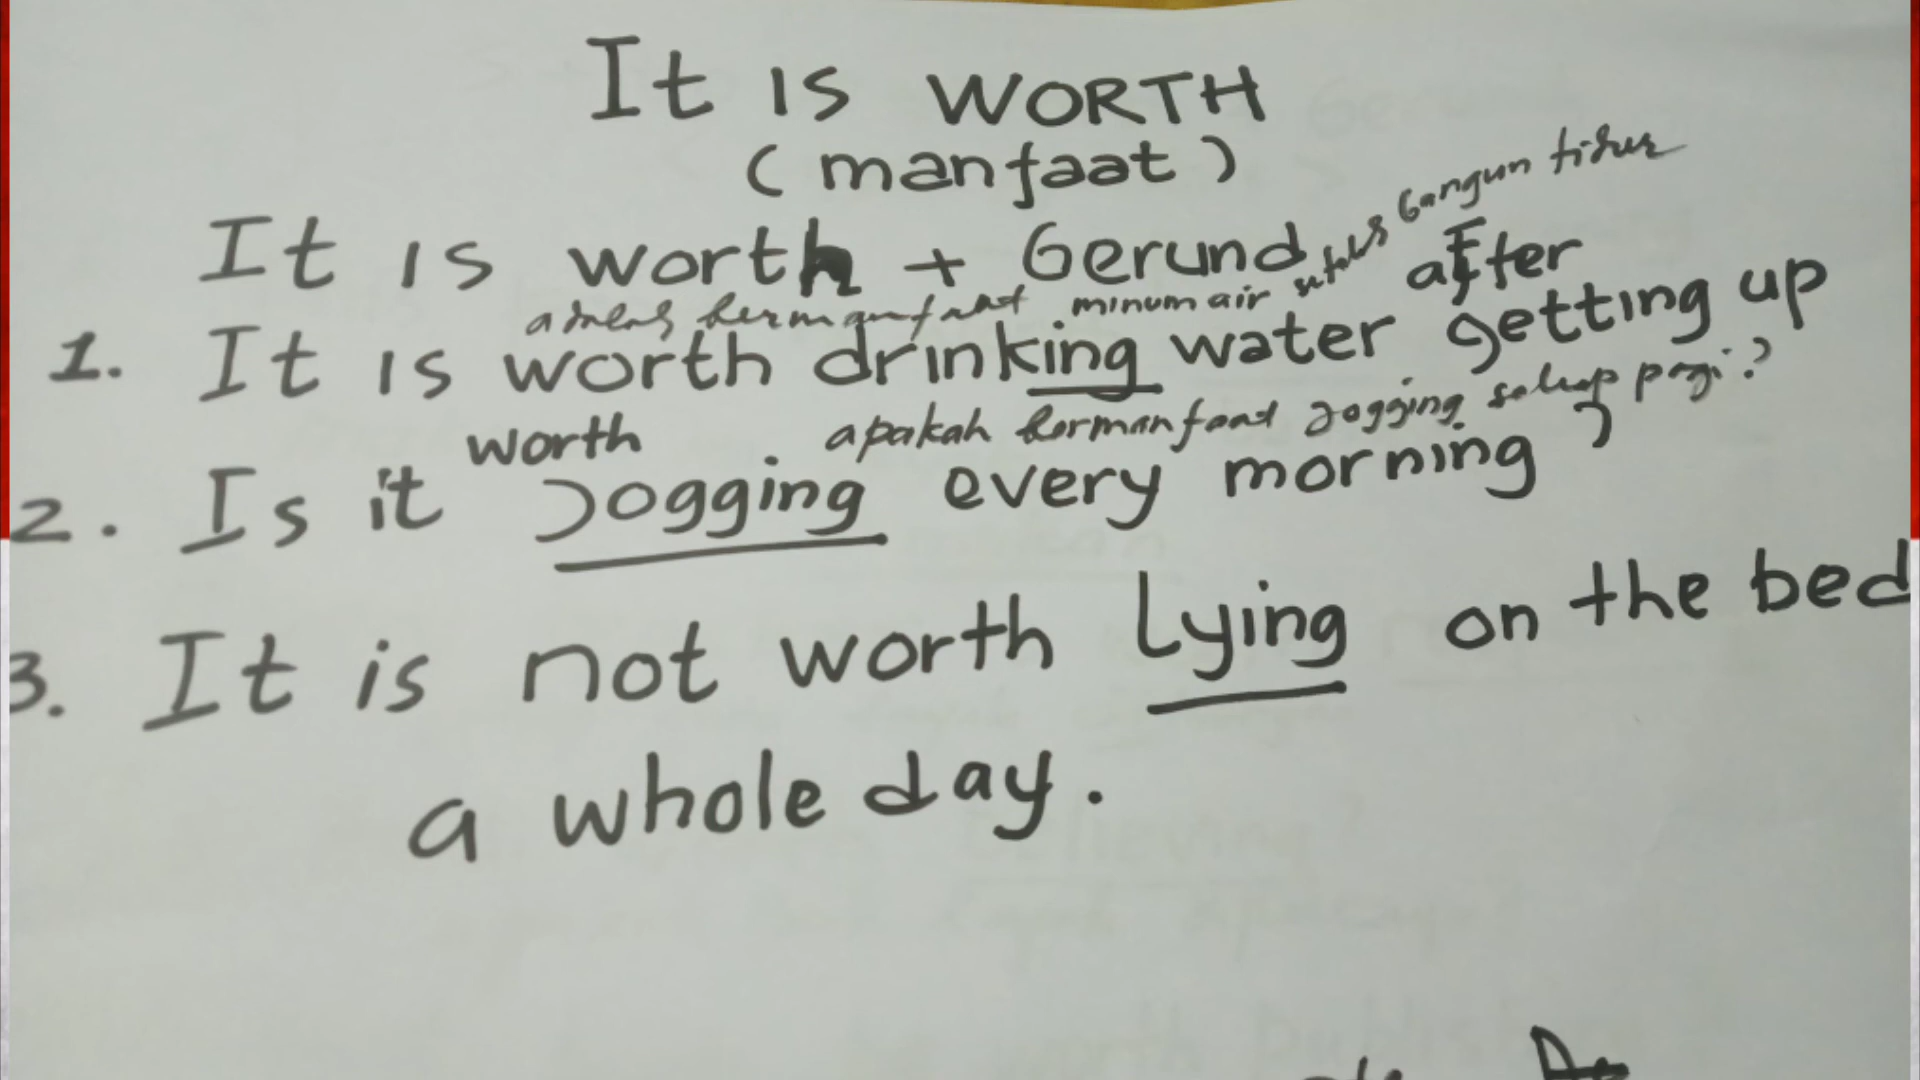 It is WORTH
(manfaat)
It is worth + Gerund
adalah bermanfaat minum air setelah bangun tidur
after
1. It is worth drinking water getting up
worth
apakah bermanfaat jogging setiap pagi?
2. Is it Jogging every morning ?
3. It is not worth Lying on the bed
a whole day.